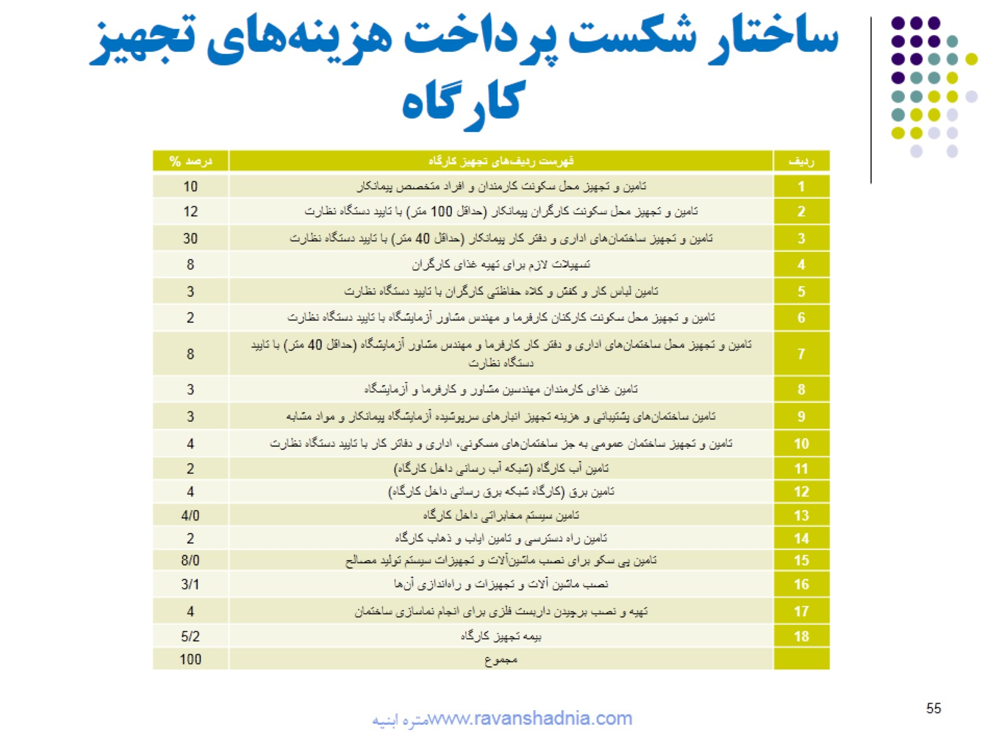 ساختار شکست پرداخت هزینه‌های تجهیز
کارگاه
ردیف فهرست ردیف‌های تجهیز کارگاه درصد %
1 تامین و تجهیز محل سکونت کارمندان و افراد متخصص پیمانکار 10
2 تامین و تجهیز محل سکونت کارگران پیمانکار (حداقل 100 متر) با تایید دستگاه نظارت 12
3 تامین و تجهیز ساختمان‌های اداری و دفتر کار پیمانکار (حداقل 40 متر) با تایید دستگاه نظارت 30
4 تسهیلات لازم برای تهیه غذای کارگران 8
5 تامین لباس کار و کفش و کلاه حفاظتی کارگران با تایید دستگاه نظارت 3
6 تامین و تجهیز محل سکونت کارکنان کارفرما و مهندس مشاور آزمایشگاه با تایید دستگاه نظارت 2
7 تامین و تجهیز محل ساختمان‌های اداری و دفتر کار کارفرما و مهندس مشاور آزمایشگاه (حداقل 40 متر) با تایید
دستگاه نظارت 8
8 تامین غذای کارمندان مهندسین مشاور و کارفرما و آزمایشگاه 3
9 تامین ساختمان‌های پشتیبانی و هزینه تجهیز انبارهای سرپوشیده آزمایشگاه پیمانکار و مواد مشابه 3
10 تامین و تجهیز ساختمان عمومی به جز ساختمان‌های مسکونی، اداری و دفاتر کار با تایید دستگاه نظارت 4
11 تامین آب کارگاه (شبکه آب رسانی داخل کارگاه) 2
12 تامین برق (کارگاه شبکه برق رسانی داخل کارگاه) 4
13 تامین سیستم مخابراتی داخل کارگاه 4/0
14 تامین راه دسترسی و تامین ایاب و ذهاب کارگاه 2
15 تامین پی سکو برای نصب ماشین‌آلات و تجهیزات سیستم تولید مصالح 8/0
16 نصب ماشین آلات و تجهیزات و راه‌اندازی آن‌ها 3/1
17 تهیه و نصب برچیدن داربست فلزی برای انجام نماسازی ساختمان 4
18 بیمه تجهیز کارگاه 5/2
مجموع 100
متره ابنیه www.ravanshadnia.com
55